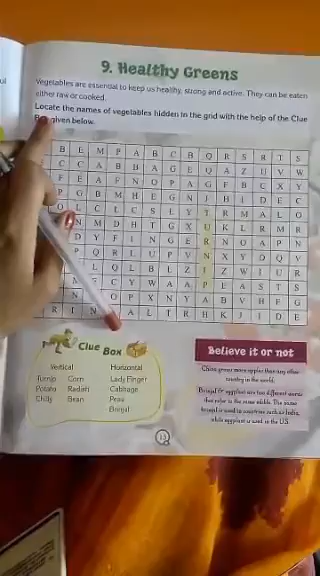 9. Healthy Greens
Vegetables are essential to keep us healthy, strong and active. They can be eaten
either raw or cooked.
Locate the names of vegetables hidden in the grid with the help of the Clue
Box given below.
B E M P A B C B Q R S R T S
C C A B B A G E Q A Z U V W
F E A F N O P A G F B C X Y
P G B M H E G N J H I D E C
O L C L C S L Y T R M A L O
N M D H T G X U K L R M R
D Y F I N G E R N O A P N
P Q R L U P V N X Y D Q V
L Q L B L Z I Z W I U R
C Y W A A P E A S T S
N O P X N Y A B V H F G
R I N A L T R H K J I D E
Clue Box
Vertical Horizontal
Turnip Corn Lady Finger
Potato Radish Cabbage
Chilly Bean Peas
Brinjal
Believe it or not
China grows more apples than any other
country in the world.
Brinjal & eggplant are two different words
that refer to the same edible. The name
brinjal is used in countries such as India,
while eggplant is used in the U.S.